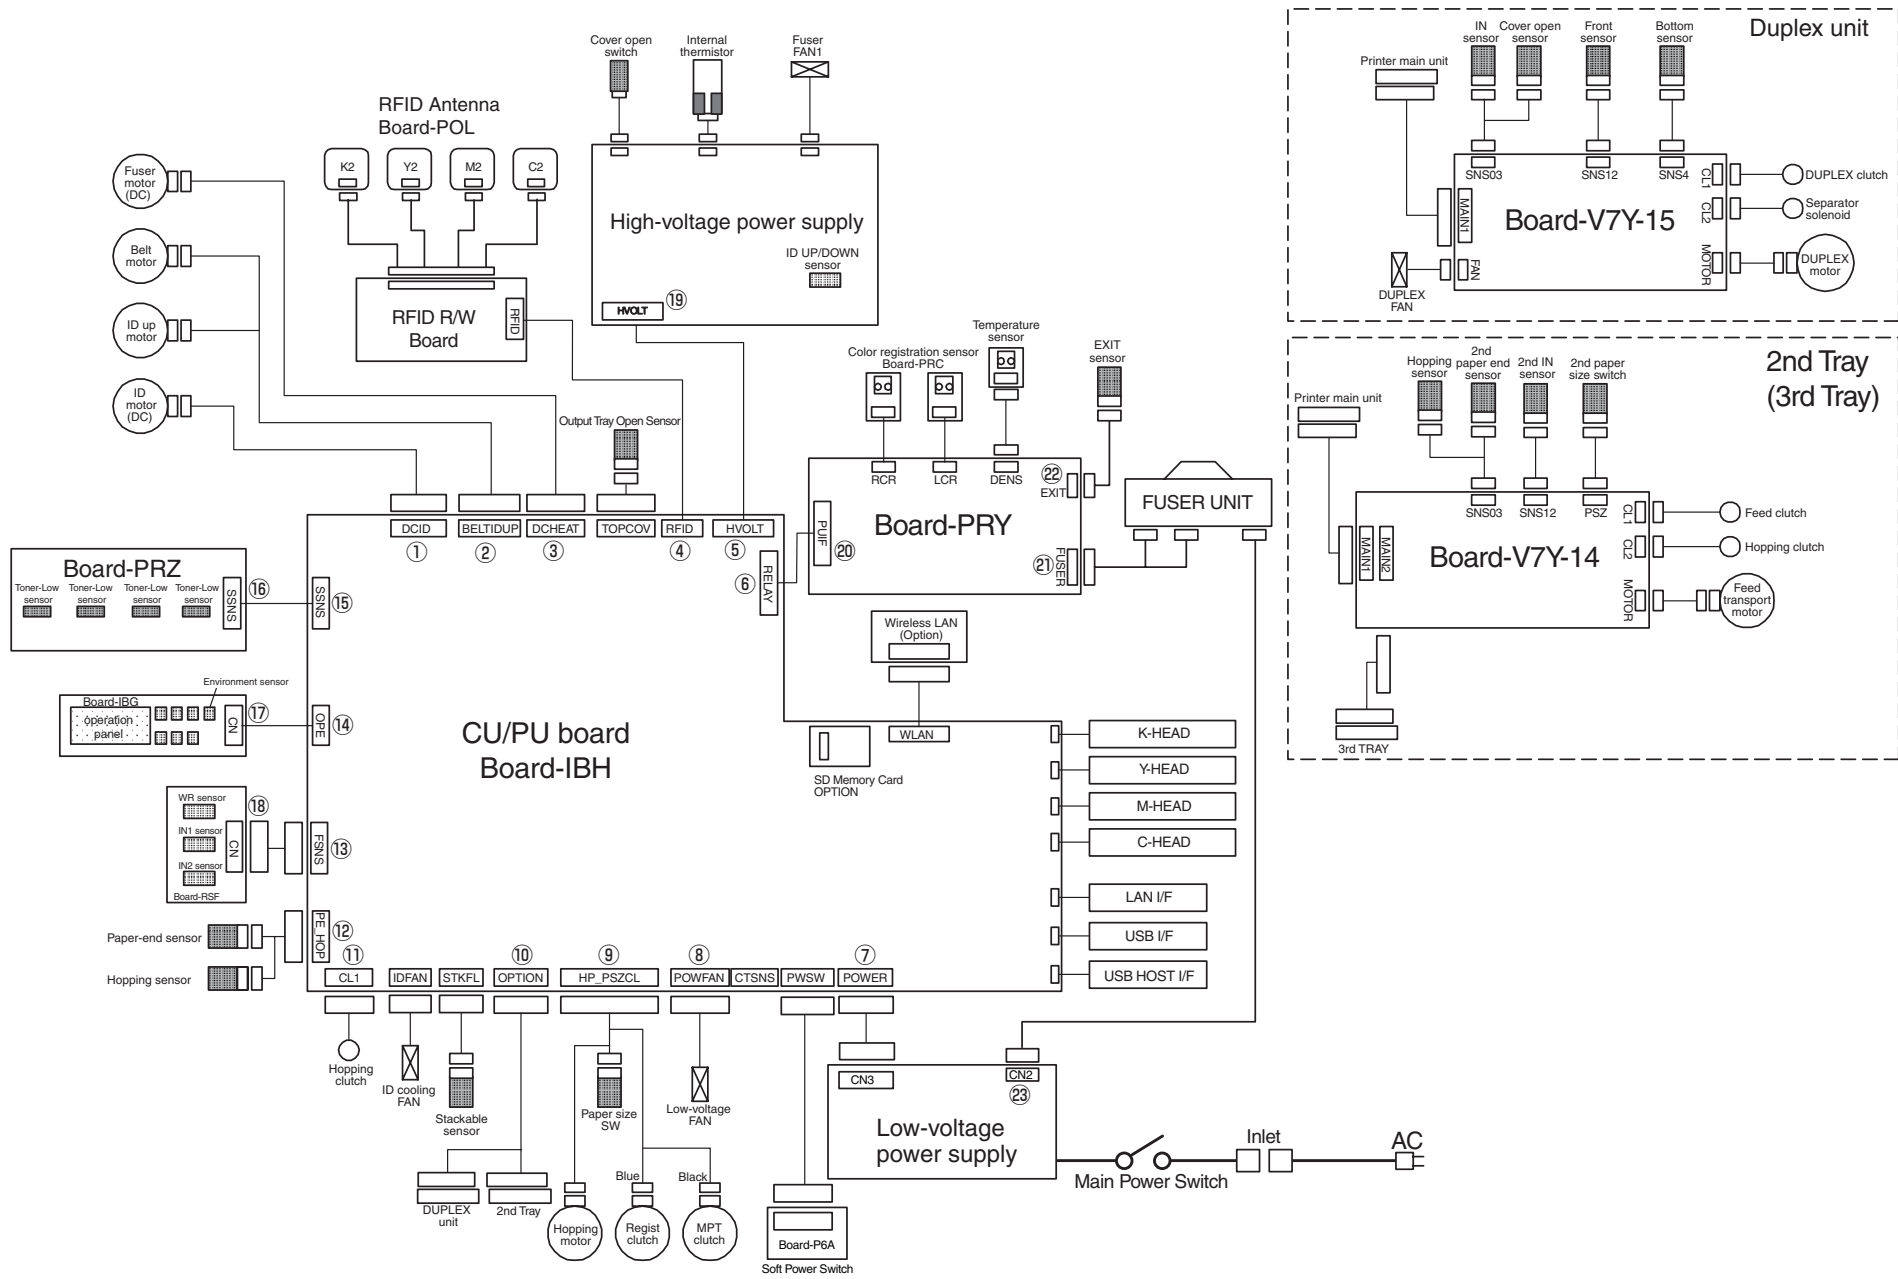 Cover open
switch
Internal
thermistor
Fuser
FAN1
RFID Antenna
Board-POL
K2
Y2
M2
C2
Fuser
motor
(DC)
Belt
motor
ID up
motor
ID
motor
(DC)
High-voltage power supply
ID UP/DOWN
sensor
HVOLT
⑲
RFID R/W
Board
RFID
Color registration sensor
Board-PRC
Temperature
sensor
EXIT
sensor
Output Tray Open Sensor
RCR
LCR
DENS
㉒
EXIT
PUIF
⑳
Board-PRY
㉑
FUSER
FUSER UNIT
DCID
BELTIDUP
DCHEAT
TOPCOV
RFID
HVOLT
①
②
③
④
⑤
⑥
RELAY
Board-PRZ
Toner-Low
sensor
Toner-Low
sensor
Toner-Low
sensor
Toner-Low
sensor
SSNS
⑯
SSNS
⑮
Wireless LAN
(Option)
Environment sensor
Board-IBG
operation
panel
CN
⑰
OPE
⑭
CU/PU board
Board-IBH
WLAN
SD Memory Card
OPTION
K-HEAD
Y-HEAD
M-HEAD
C-HEAD
LAN I/F
USB I/F
USB HOST I/F
WR sensor
IN1 sensor
IN2 sensor
Board-RSF
CN
⑱
FSNS
⑬
Paper-end sensor
Hopping sensor
PE_HOP
⑫
⑪
⑩
⑨
⑧
⑦
CL1
IDFAN
STKFL
OPTION
HP_PSZCL
POWFAN
CTSNS
PWSW
POWER
Hopping
clutch
ID cooling
FAN
Stackable
sensor
Paper size
SW
Low-voltage
FAN
CN3
CN2
㉓
Low-voltage
power supply
Main Power Switch
Inlet
AC
DUPLEX
unit
2nd Tray
Blue
Black
Hopping
motor
Regist
clutch
MPT
clutch
Board-P6A
Soft Power Switch
Duplex unit
Printer main unit
IN
sensor
Cover open
sensor
Front
sensor
Bottom
sensor
SNS03
SNS12
SNS4
CL1
CL2
MOTOR
MAIN1
FAN
Board-V7Y-15
DUPLEX clutch
Separator
solenoid
DUPLEX
motor
DUPLEX
FAN
2nd Tray
(3rd Tray)
Printer main unit
Hopping
sensor
2nd
paper end
sensor
2nd IN
sensor
2nd paper
size switch
SNS03
SNS12
PSZ
CL1
CL2
MOTOR
MAIN1
MAIN2
Board-V7Y-14
Feed clutch
Hopping clutch
Feed
transport
motor
3rd TRAY